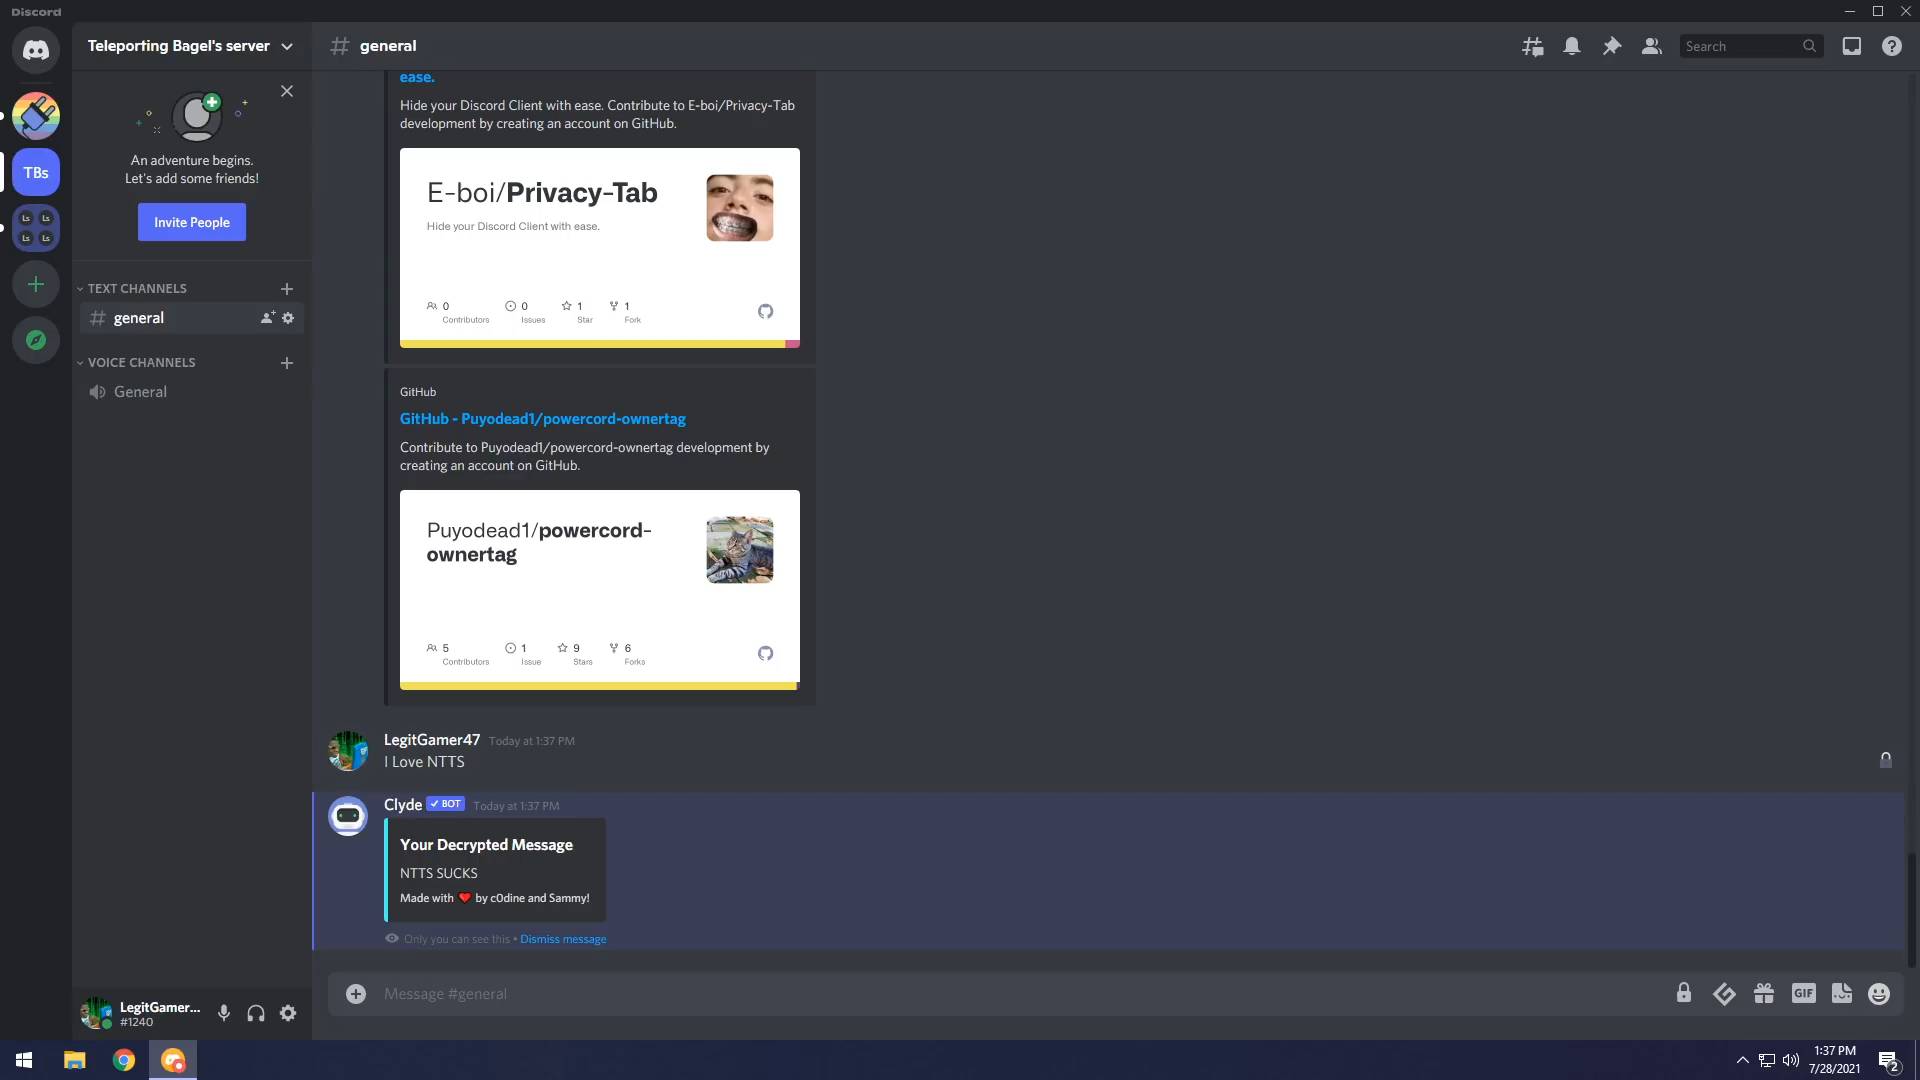 Discord
Teleporting Bagel's server
general
Search
An adventure begins.
Let's add some friends!
Invite People
TBs
Ls Ls
Ls Ls
TEXT CHANNELS
general
VOICE CHANNELS
General
ease.
Hide your Discord Client with ease. Contribute to E-boi/Privacy-Tab
development by creating an account on GitHub.
E-boi/Privacy-Tab
Hide your Discord Client with ease.
0 0 1 1
Contributors Issues Star Fork
GitHub
GitHub - Puyodead1/powercord-ownertag
Contribute to Puyodead1/powercord-ownertag development by
creating an account on GitHub.
Puyodead1/powercord-
ownertag
5 1 9 6
Contributors Issue Stars Forks
LegitGamer47 Today at 1:37 PM
I Love NTTS
Clyde BOT Today at 1:37 PM
Your Decrypted Message
NTTS SUCKS
Made with ❤ by c0dine and Sammy!
Only you can see this • Dismiss message
Message #general
GIF
LegitGamer...
#1240
1:37 PM
7/28/2021
2